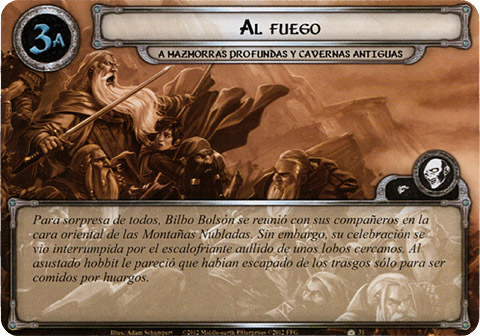 3A
AL FUEGO
A MAZMORRAS PROFUNDAS Y CAVERNAS ANTIGUAS
Para sorpresa de todos, Bilbo Bolsón se reunió con sus compañeros en la
cara oriental de las Montañas Nubladas. Sin embargo, su celebración se
vio interrumpida por el escalofriante aullido de unos lobos cercanos. Al
asustado hobbit le pareció que habían escapado de los trasgos sólo para ser
comidos por huargos.
Illus. Adam Schumpert ©2012 Middle-earth Enterprises ©2012 FFG 31